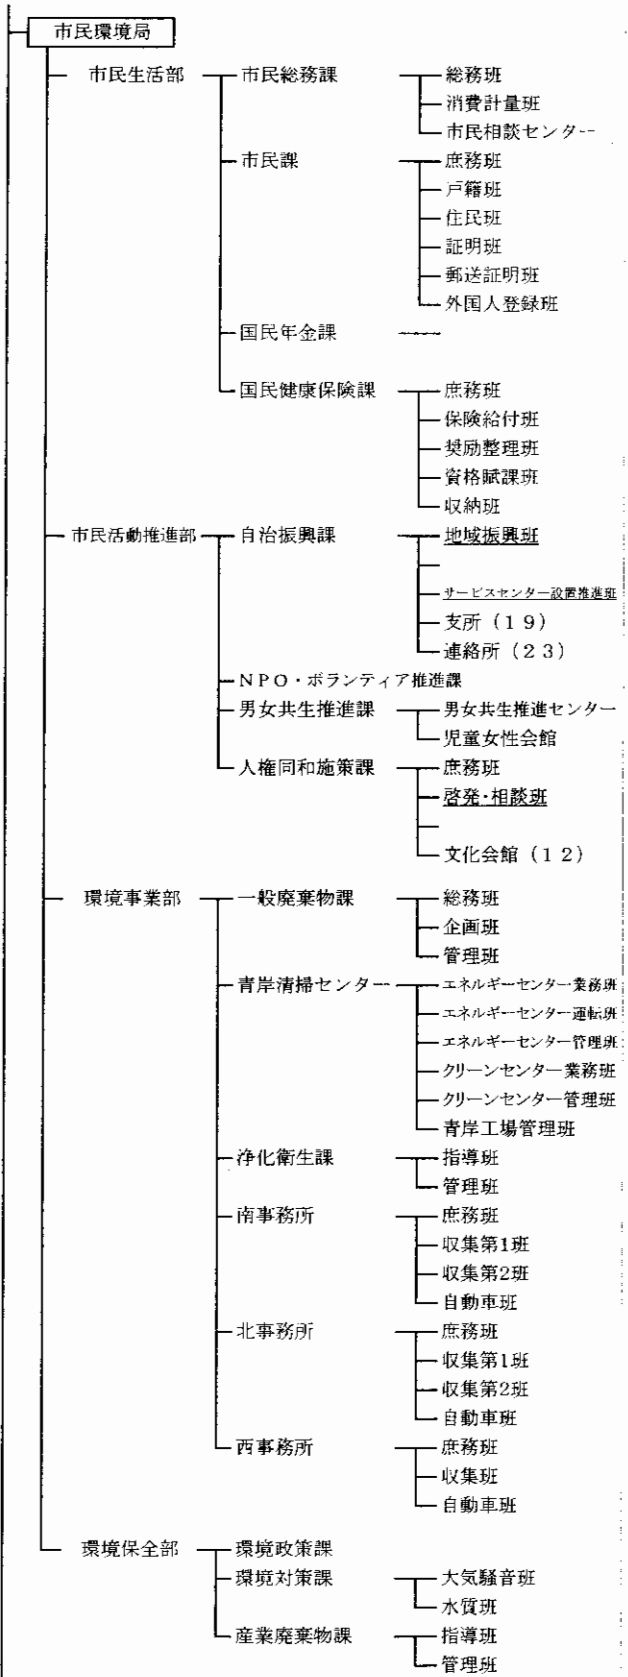 市民環境局
市民生活部 市民総務課 総務班
消費計量班
市民相談センター
市民課 庶務班
戸籍班
住民班
証明班
郵送証明班
外国人登録班
国民年金課
国民健康保険課 庶務班
保険給付班
奨励整理班
資格賦課班
収納班
市民活動推進部 自治振興課 地域振興班
サービスセンター設置推進班
支所(19)
連絡所(23)
NPO・ボランティア推進課
男女共生推進課 男女共生推進センター
児童女性会館
人権同和施策課 庶務班
啓発・相談班
文化会館(12)
環境事業部 一般廃棄物課 総務班
企画班
管理班
青岸清掃センター エネルギーセンター業務班
エネルギーセンター運転班
エネルギーセンター管理班
クリーンセンター業務班
クリーンセンター管理班
青岸工場管理班
浄化衛生課 指導班
管理班
南事務所 庶務班
収集第1班
収集第2班
自動車班
北事務所 庶務班
収集第1班
収集第2班
自動車班
西事務所 庶務班
収集班
自動車班
環境保全部 環境政策課
環境対策課 大気騒音班
水質班
産業廃棄物課 指導班
管理班